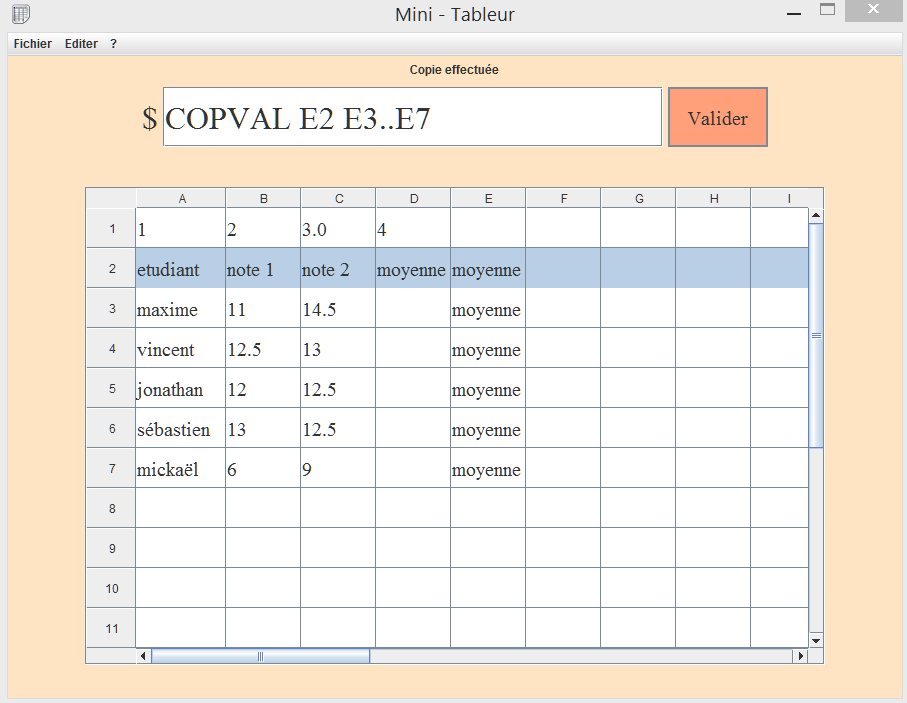 Mini - Tableur
Fichier Editer ?
Copie effectuée
$ COPVAL E2 E3..E7 Valider
A B C D E F G H I
1 1 2 3.0 4
2 etudiant note 1 note 2 moyenne moyenne
3 maxime 11 14.5 moyenne
4 vincent 12.5 13 moyenne
5 jonathan 12 12.5 moyenne
6 sébastien 13 12.5 moyenne
7 mickaël 6 9 moyenne
8
9
10
11